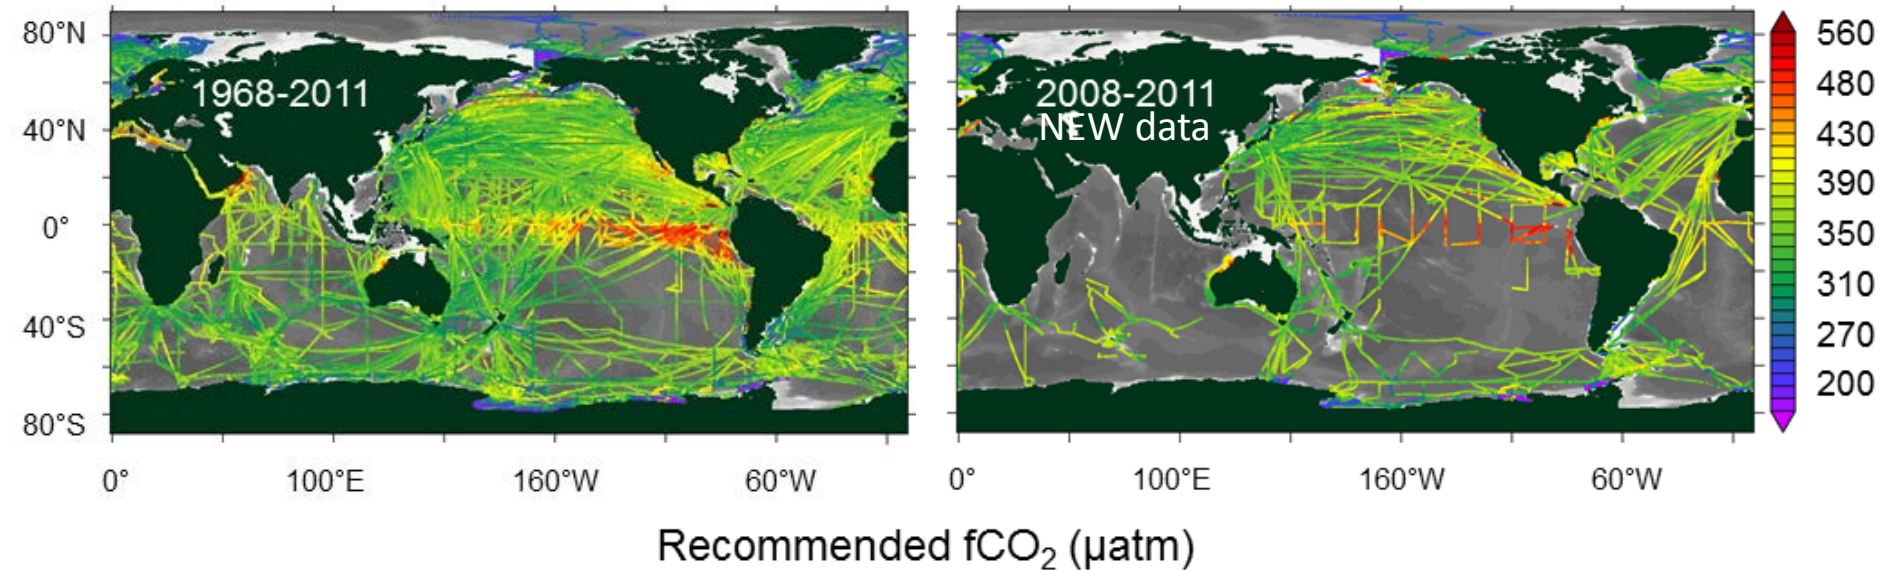 80°N
40°N
0°
40°S
80°S
1968-2011
0°
100°E
160°W
60°W
2008-2011
NEW data
0°
100°E
160°W
60°W
560
480
430
390
350
310
270
200
Recommended fCO₂ (µatm)